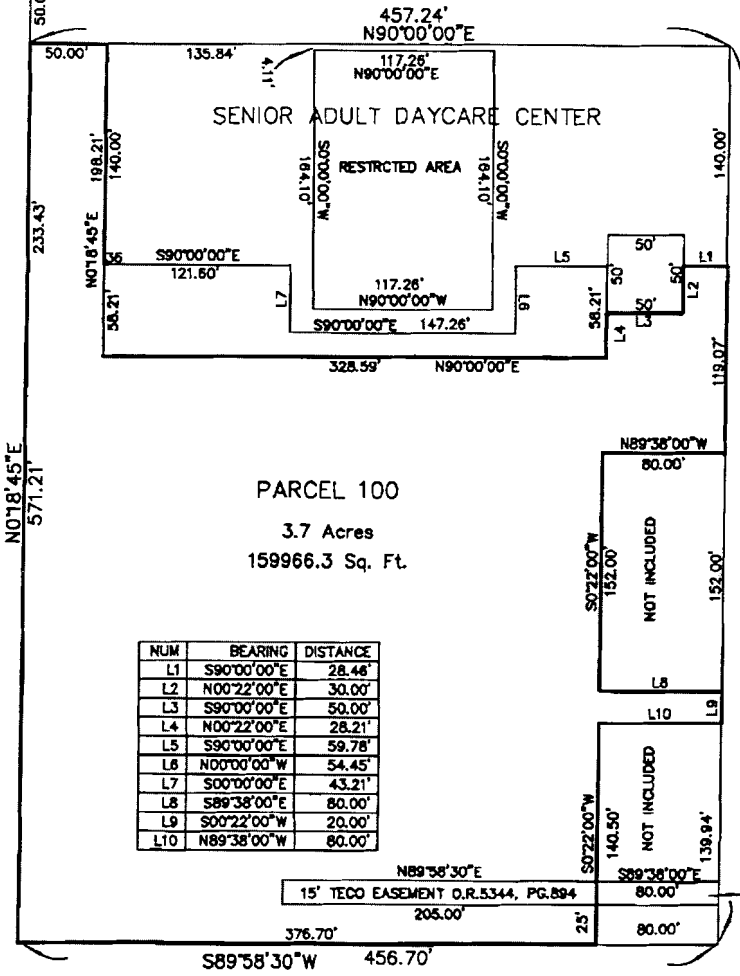 50.0
457.24'
N90°00'00"E
50.00'
135.84'
4.11'
117.26'
N90°00'00"E
SENIOR ADULT DAYCARE CENTER
RESTRCTED AREA
198.21'
140.00'
S0°00'00"W
164.10'
S0°00'00"W
164.10'
140.00'
233.43'
N0°18'45"E
36
S90°00'00"E
121.60'
58.21'
L7
117.26'
N90°00'00"W
S90°00'00"E 147.26'
L6
L5
50'
50'
50'
50'
L1
L2
L3
L4
58.21'
328.59' N90°00'00"E
119.07'
N89°38'00"W
80.00'
N0°18'45"E
571.21'
PARCEL 100
3.7 Acres
159966.3 Sq. Ft.
S0°22'00"W
152.00'
NOT INCLUDED
152.00'
L8
L9
L10
NUM BEARING DISTANCE
L1 S90°00'00"E 28.46'
L2 N00°22'00"E 30.00'
L3 S90°00'00"E 50.00'
L4 N00°22'00"E 28.21'
L5 S90°00'00"E 59.78'
L6 N00°00'00"W 54.45'
L7 S00°00'00"E 43.21'
L8 S89°38'00"E 80.00'
L9 S00°22'00"W 20.00'
L10 N89°38'00"W 80.00'
S0°22'00"W
140.50'
NOT INCLUDED
139.94'
N89°58'30"E
S89°38'00"E
15' TECO EASEMENT O.R.5344, PG.894
80.00'
205.00'
25'
80.00'
376.70'
S89°58'30"W 456.70'